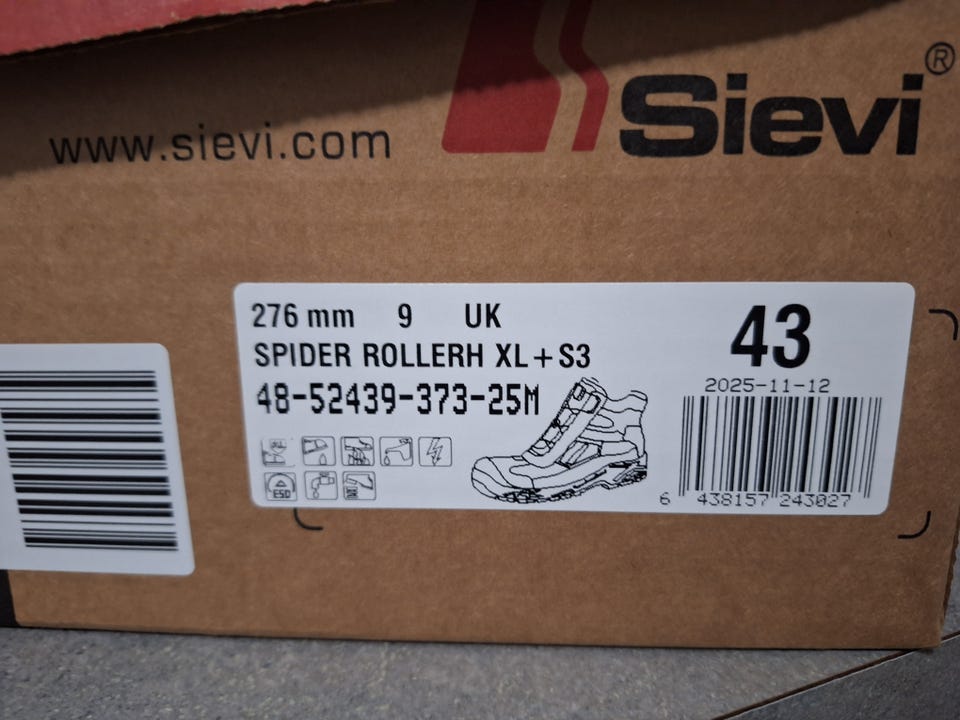 www.sievi.com
Sievi®
276 mm 9 UK
SPIDER ROLLERH XL+S3
48-52439-373-25M
43
2025-11-12
ESD
6 438157 243027